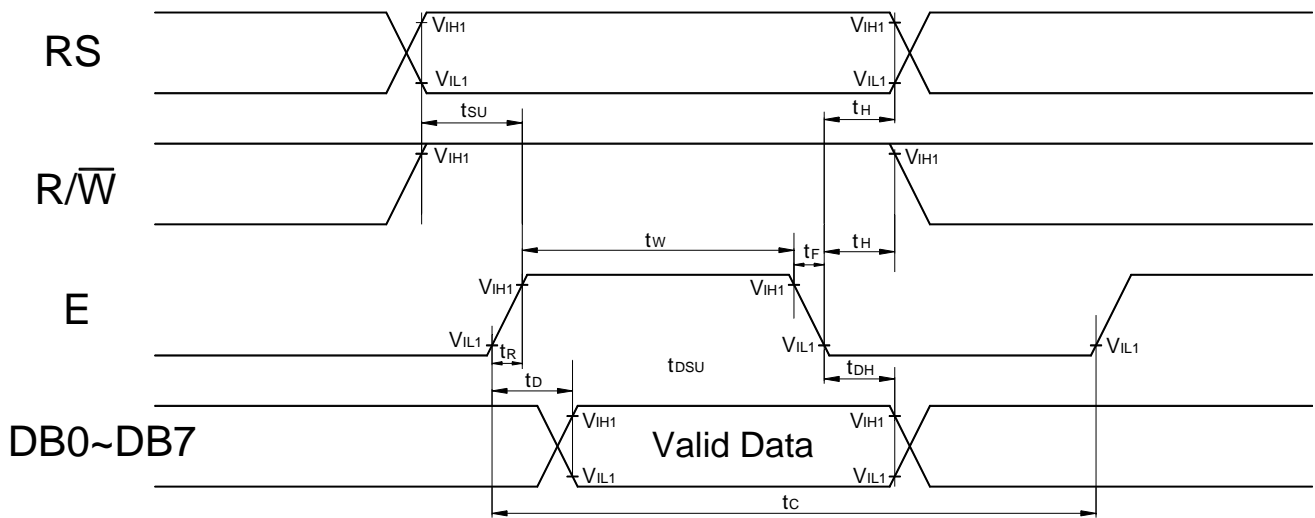 VIH1 VIH1
RS
VIL1 VIL1
tSU tH
VIH1 VIH1
R/W̅
tW tF tH
VIH1 VIH1
E
VIL1 VIL1 VIL1
tR tDSU tDH
tD
VIH1 VIH1
DB0~DB7 Valid Data
VIL1 VIL1
tC